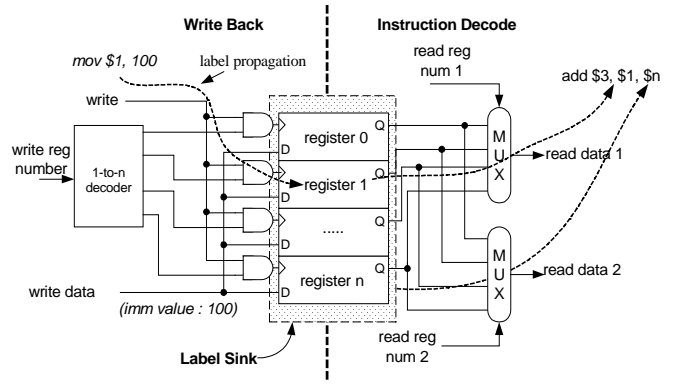 Write Back
Instruction Decode
mov $1, 100
label propagation
read reg
num 1
add $3, $1, $n
write
write reg
number
1-to-n
decoder
register 0
Q
D
register 1
Q
D
.....
D
register n
Q
D
M
U
X
read data 1
M
U
X
read data 2
write data
(imm value : 100)
Label Sink
read reg
num 2